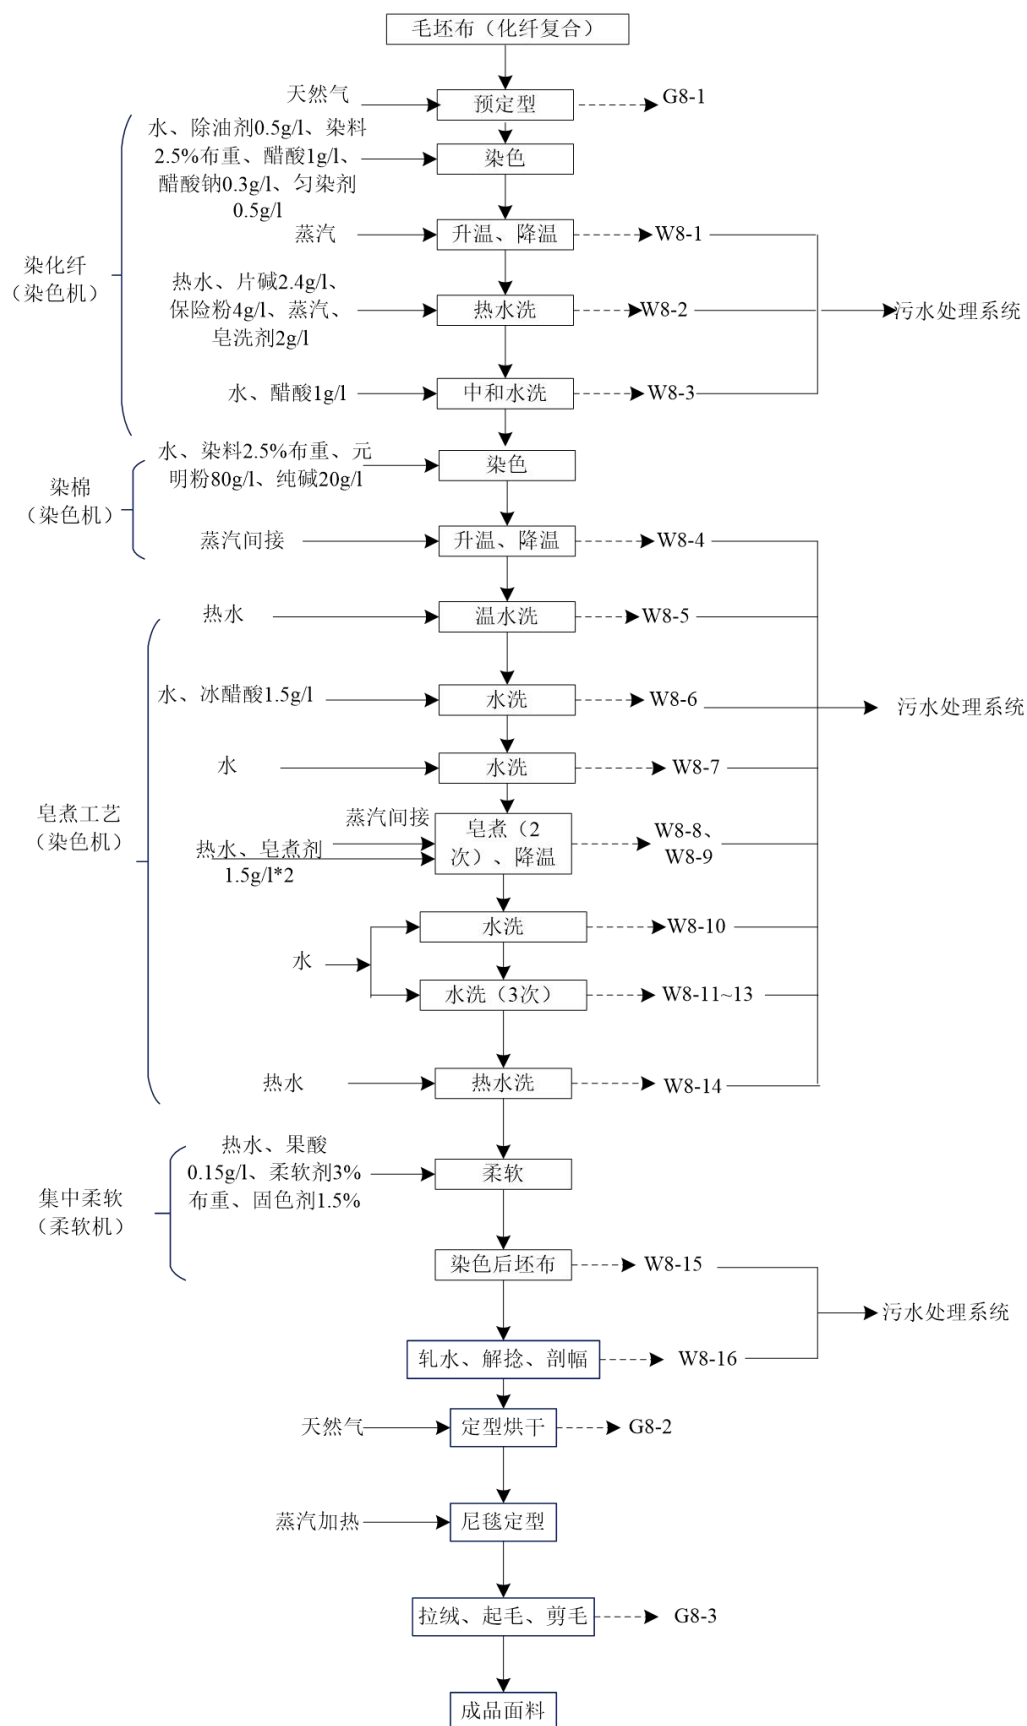 毛坯布（化纤复合）
天然气
预定型
G8-1
水、除油剂0.5g/l、染料
2.5%布重、醋酸1g/l、
醋酸钠0.3g/l、匀染剂
0.5g/l
染色
蒸汽
升温、降温
W8-1
染化纤
（染色机）
热水、片碱2.4g/l、
保险粉4g/l、蒸汽、
皂洗剂2g/l
热水洗
W8-2
污水处理系统
水、醋酸1g/l
中和水洗
W8-3
水、染料2.5%布重、元
明粉80g/l、纯碱20g/l
染色
染棉
（染色机）
蒸汽间接
升温、降温
W8-4
热水
温水洗
W8-5
水、冰醋酸1.5g/l
水洗
W8-6
污水处理系统
水
水洗
W8-7
皂煮工艺
（染色机）
蒸汽间接
热水、皂煮剂
1.5g/l*2
皂煮（2
次）、降温
W8-8、
W8-9
水洗
W8-10
水
水洗（3次）
W8-11~13
热水
热水洗
W8-14
热水、果酸
0.15g/l、柔软剂3%
布重、固色剂1.5%
柔软
集中柔软
（柔软机）
染色后坯布
W8-15
污水处理系统
轧水、解捻、剖幅
W8-16
天然气
定型烘干
G8-2
蒸汽加热
尼毯定型
拉绒、起毛、剪毛
G8-3
成品面料